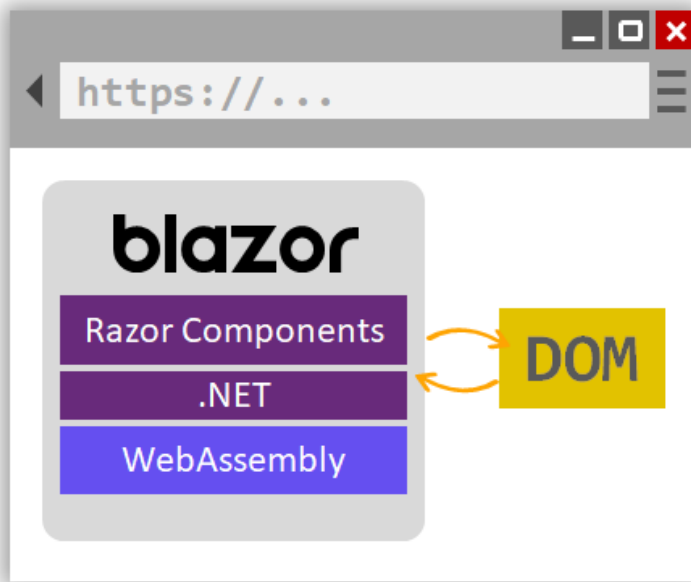 https://...
blazor
Razor Components
.NET
WebAssembly
DOM